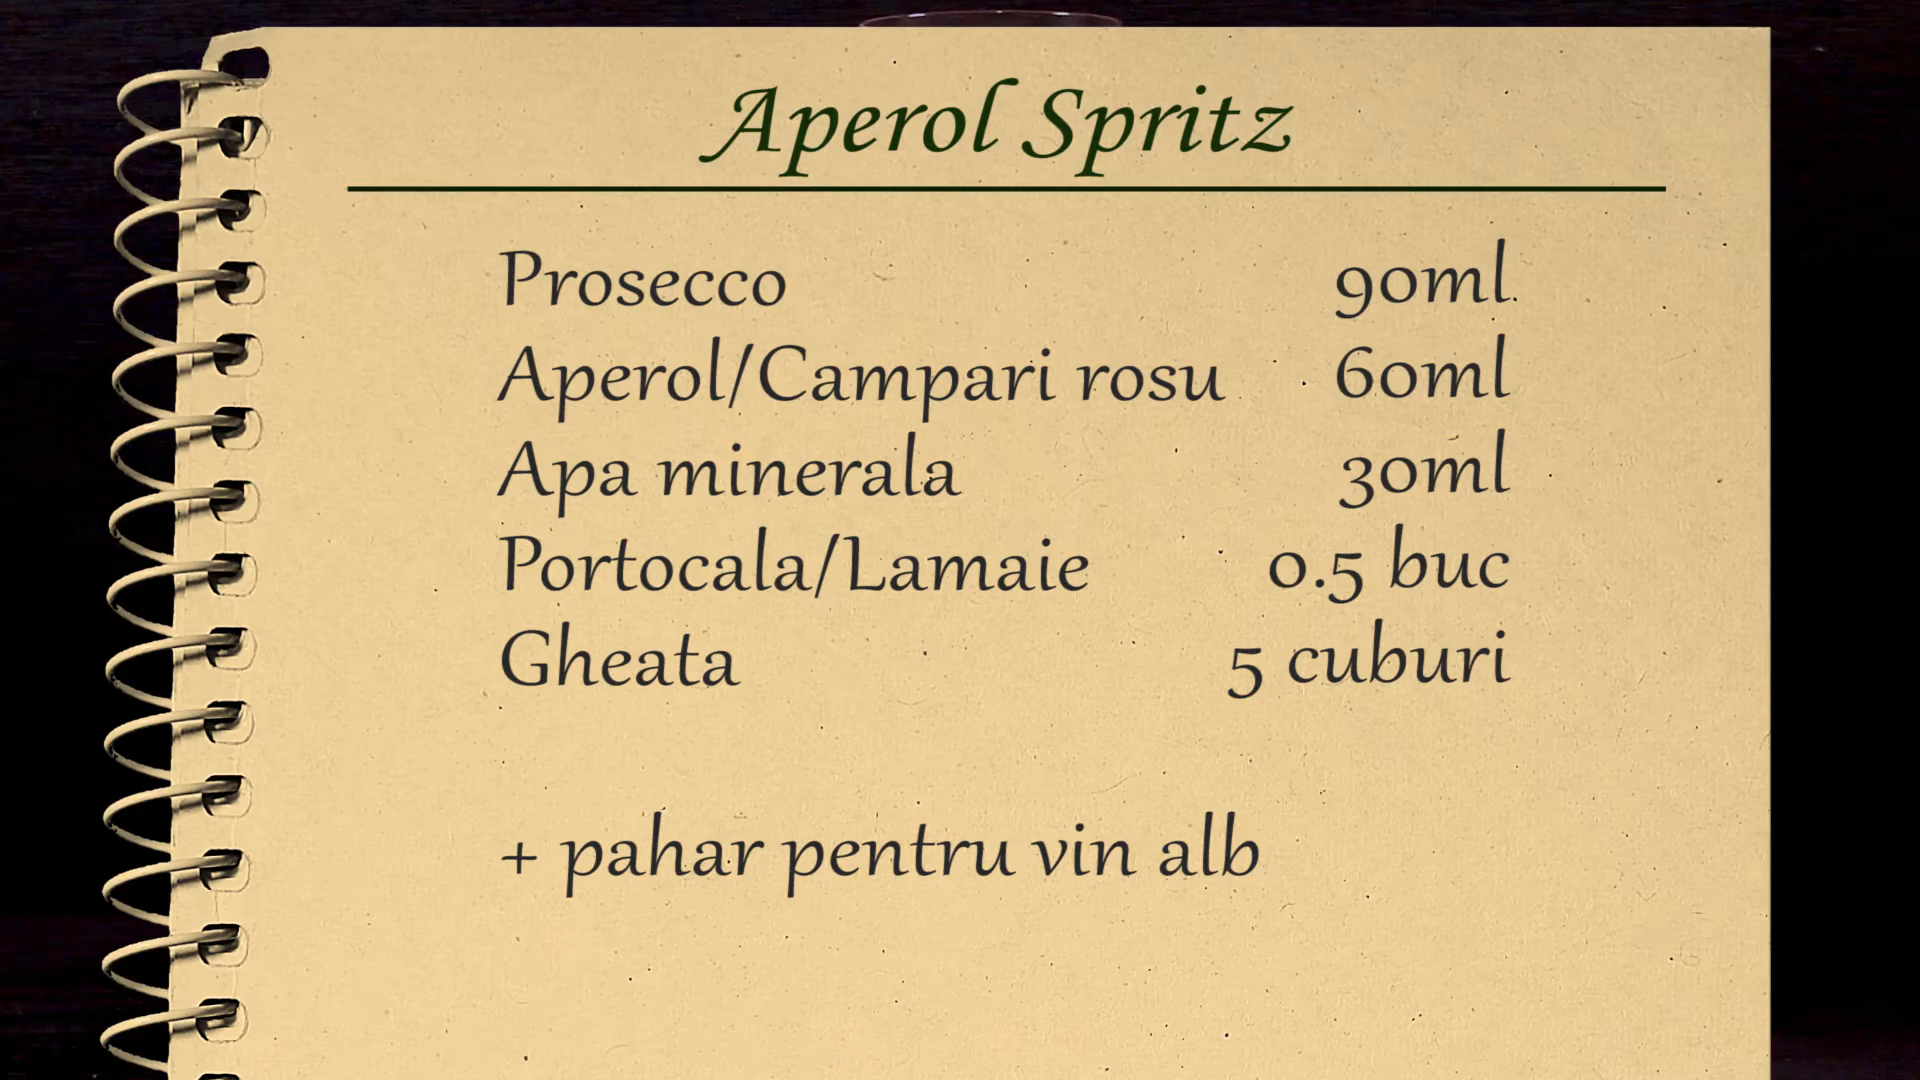 Aperol Spritz
Prosecco 90ml
Aperol/Campari rosu 60ml
Apa minerala 30ml
Portocala/Lamaie 0.5 buc
Gheata 5 cuburi
+ pahar pentru vin alb